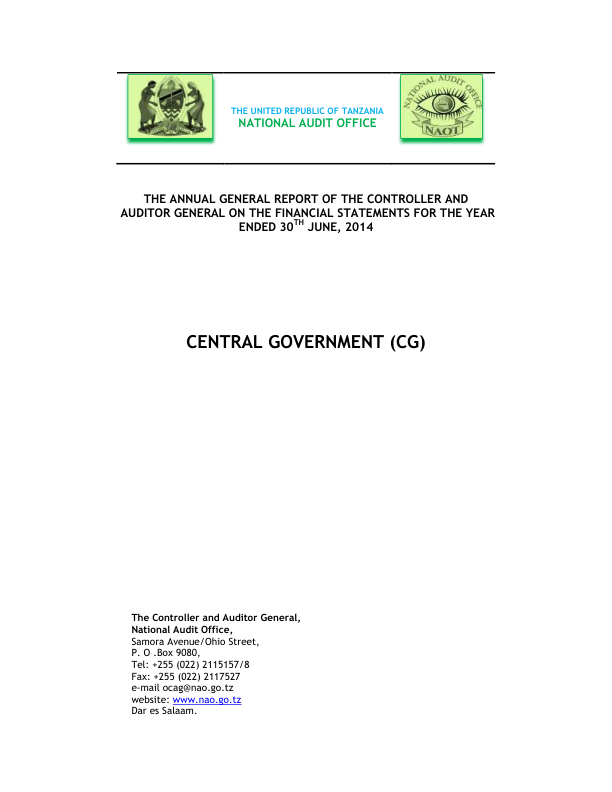 THE UNITED REPUBLIC OF TANZANIA
NATIONAL AUDIT OFFICE
NATIONAL AUDIT OFFICE
NAOT
THE ANNUAL GENERAL REPORT OF THE CONTROLLER AND
AUDITOR GENERAL ON THE FINANCIAL STATEMENTS FOR THE YEAR
ENDED 30TH JUNE, 2014
CENTRAL GOVERNMENT (CG)
The Controller and Auditor General,
National Audit Office,
Samora Avenue/Ohio Street,
P. O .Box 9080,
Tel: +255 (022) 2115157/8
Fax: +255 (022) 2117527
e-mail ocag@nao.go.tz
website: www.nao.go.tz
Dar es Salaam.